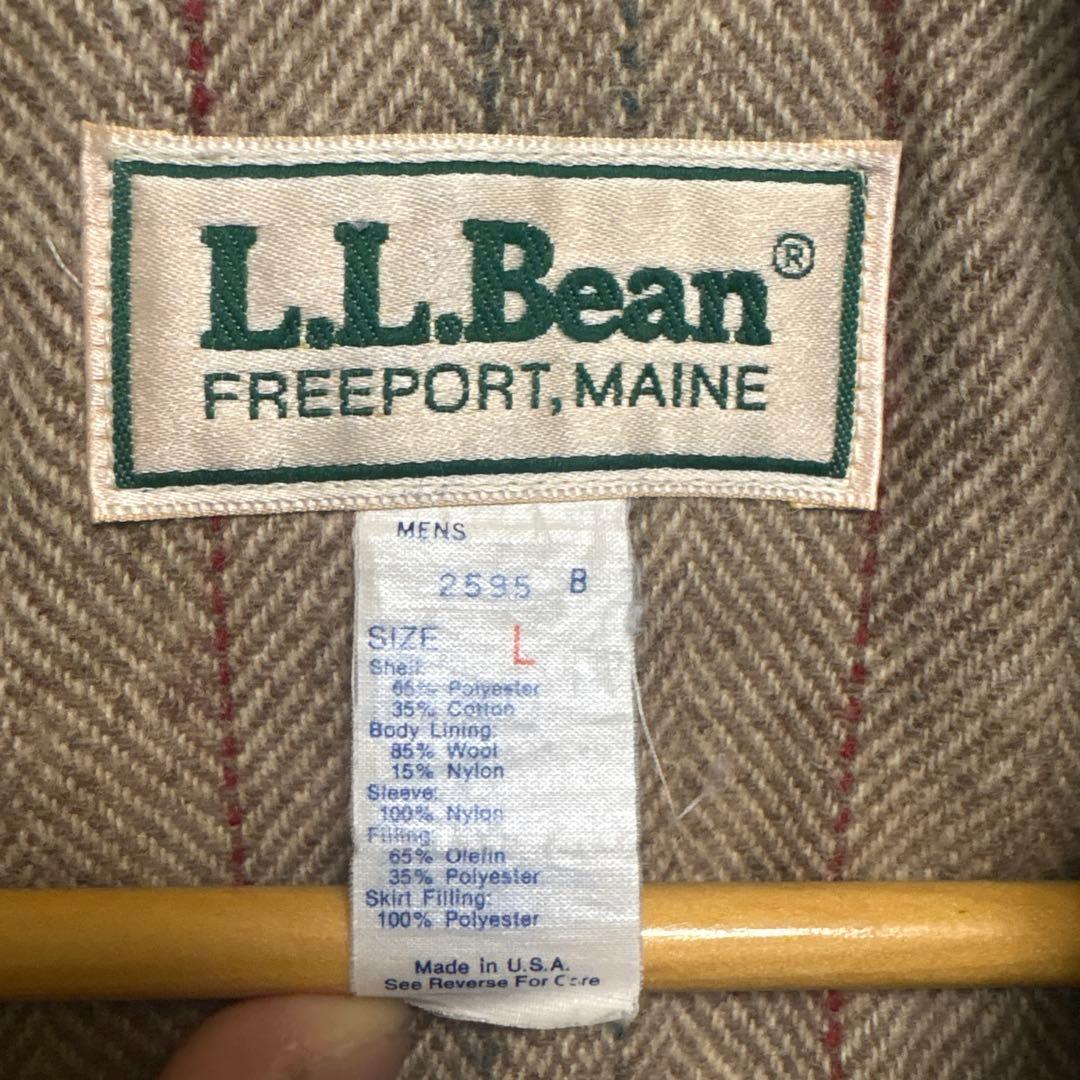 L.L.Bean®
FREEPORT, MAINE
MENS
2595 B
SIZE L
Shell:
65% Polyester
35% Cotton
Body Lining:
85% Wool
15% Nylon
Sleeve:
100% Nylon
Filling:
65% Olefin
35% Polyester
Skirt Filling:
100% Polyester
Made in U.S.A.
See Reverse For Care